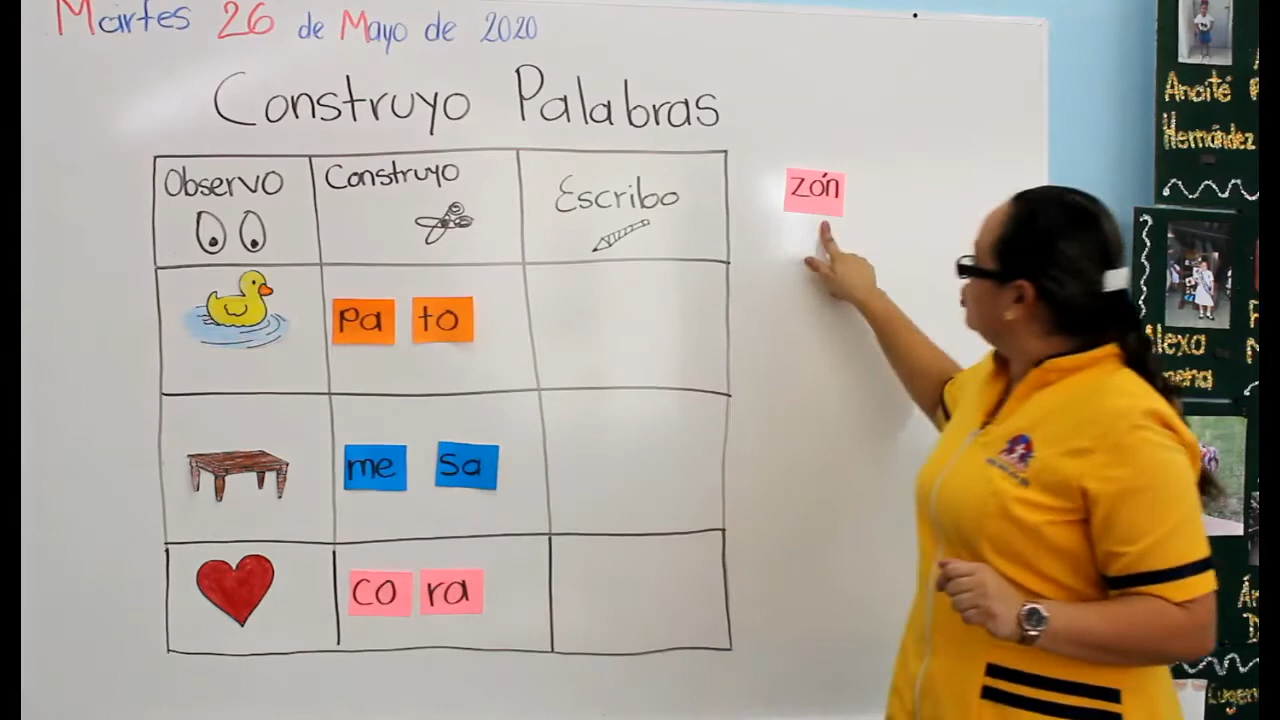 Martes 26 de Mayo de 2020
Construyo Palabras
Observo Construyo Escribo
zón
pa to
me sa
co ra
Anaité
Hernández
Alexa